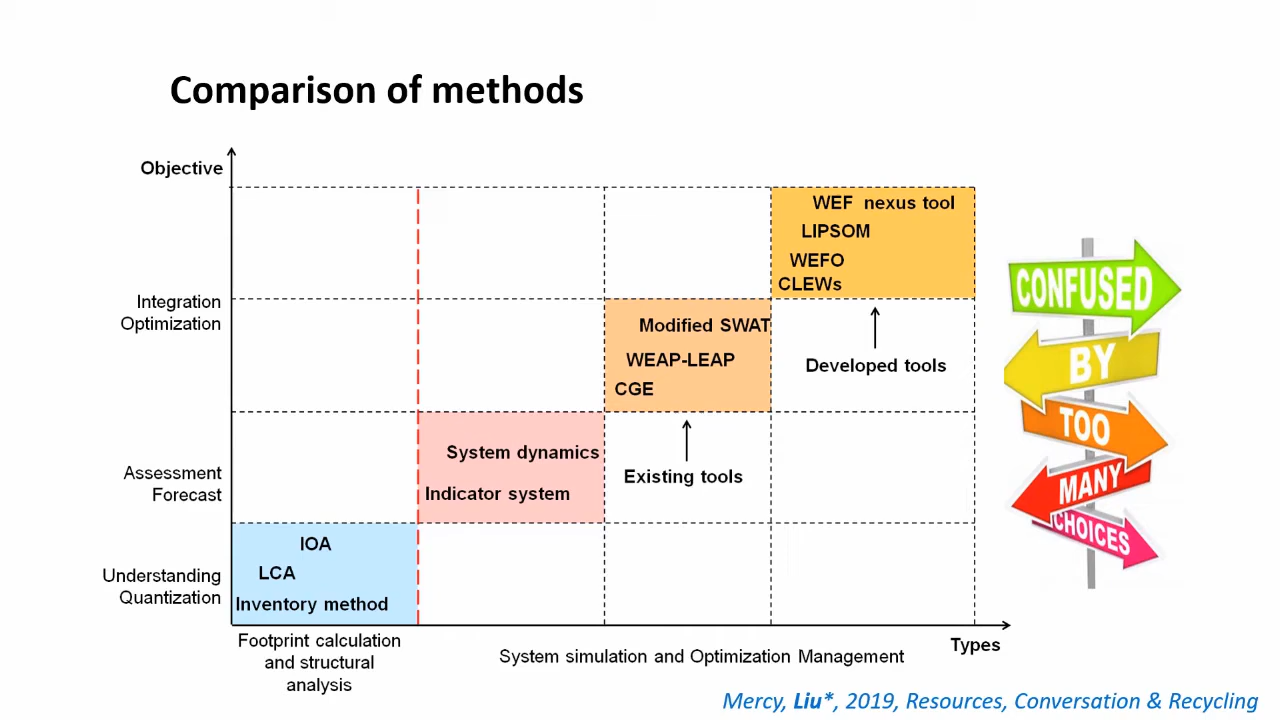 Comparison of methods
Objective
WEF nexus tool
LIPSOM
WEFO
CLEWs
Integration
Optimization
Modified SWAT
WEAP-LEAP
CGE
Developed tools
System dynamics
Indicator system
Existing tools
Assessment
Forecast
IOA
LCA
Inventory method
Understanding
Quantization
Footprint calculation
and structural
analysis
System simulation and Optimization Management
Types
CONFUSED
BY
TOO
MANY
CHOICES
Mercy, Liu*, 2019, Resources, Conversation & Recycling